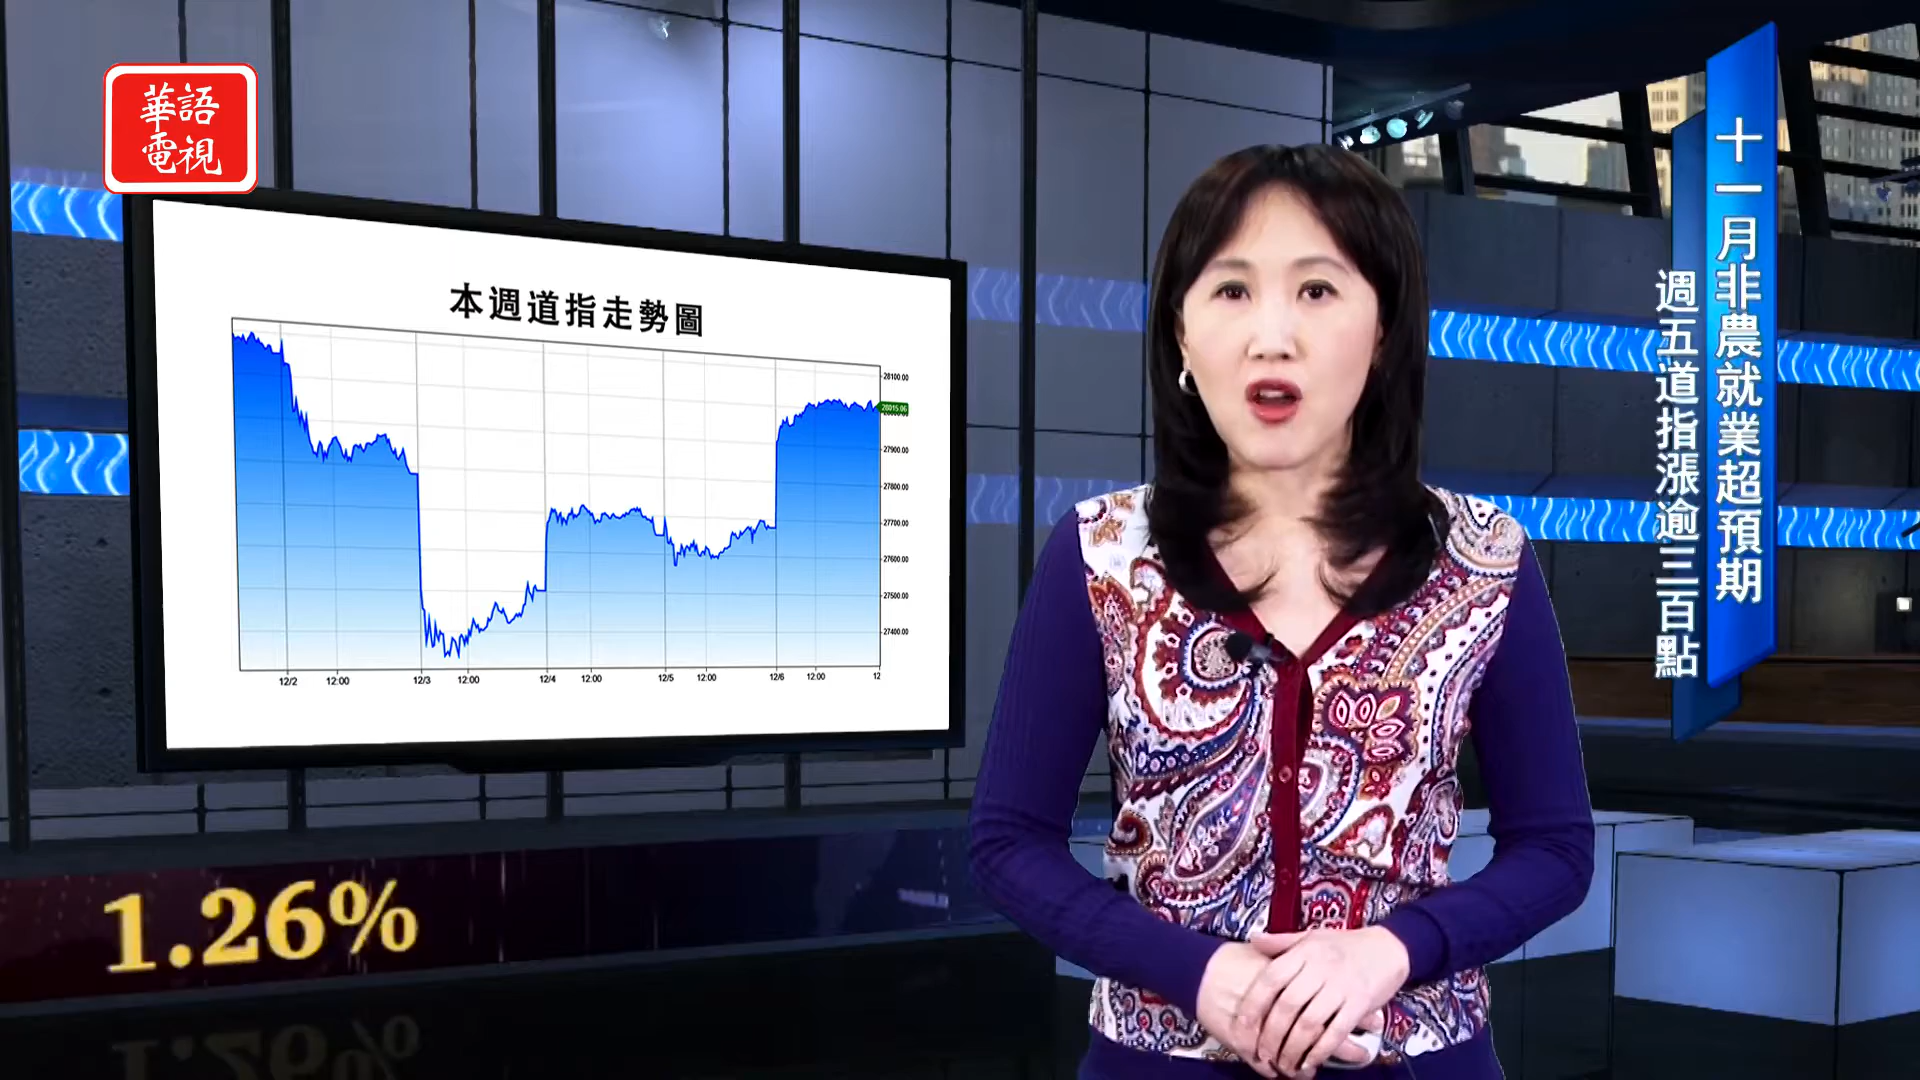 華語
電視
十一月非農就業超預期
週五道指漲逾三百點
本週道指走勢圖
28100.00
28015.06
27900.00
27800.00
27700.00
27600.00
27500.00
27400.00
12/2 12:00 12/3 12:00 12/4 12:00 12/5 12:00 12/6 12:00 12
1.26%